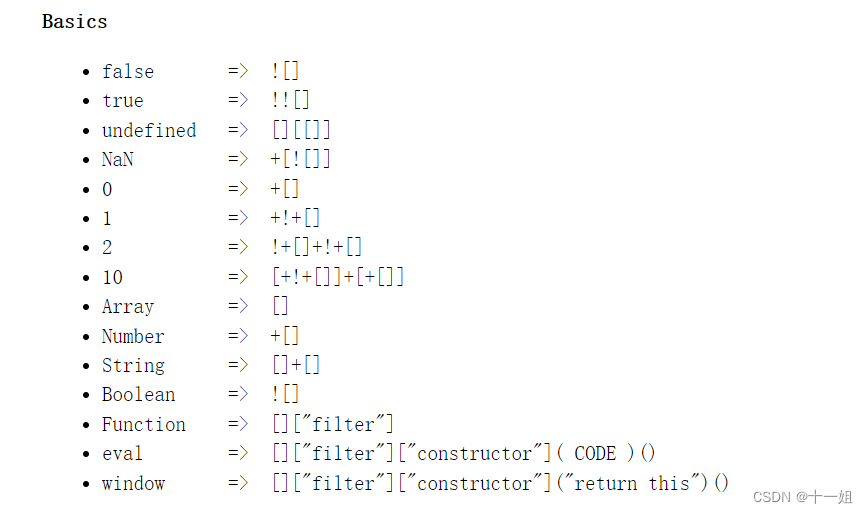 Basics
• false => ![]
• true => !![]
• undefined => [][[]]
• NaN => +[![]]
• 0 => +[]
• 1 => +!+[]
• 2 => !+[]+!+[]
• 10 => [+!+[]]+[+[]]
• Array => []
• Number => +[]
• String => []+[]
• Boolean => ![]
• Function => []["filter"]
• eval => []["filter"]["constructor"]( CODE )()
• window => []["filter"]["constructor"]("return this")()
CSDN @十一姐